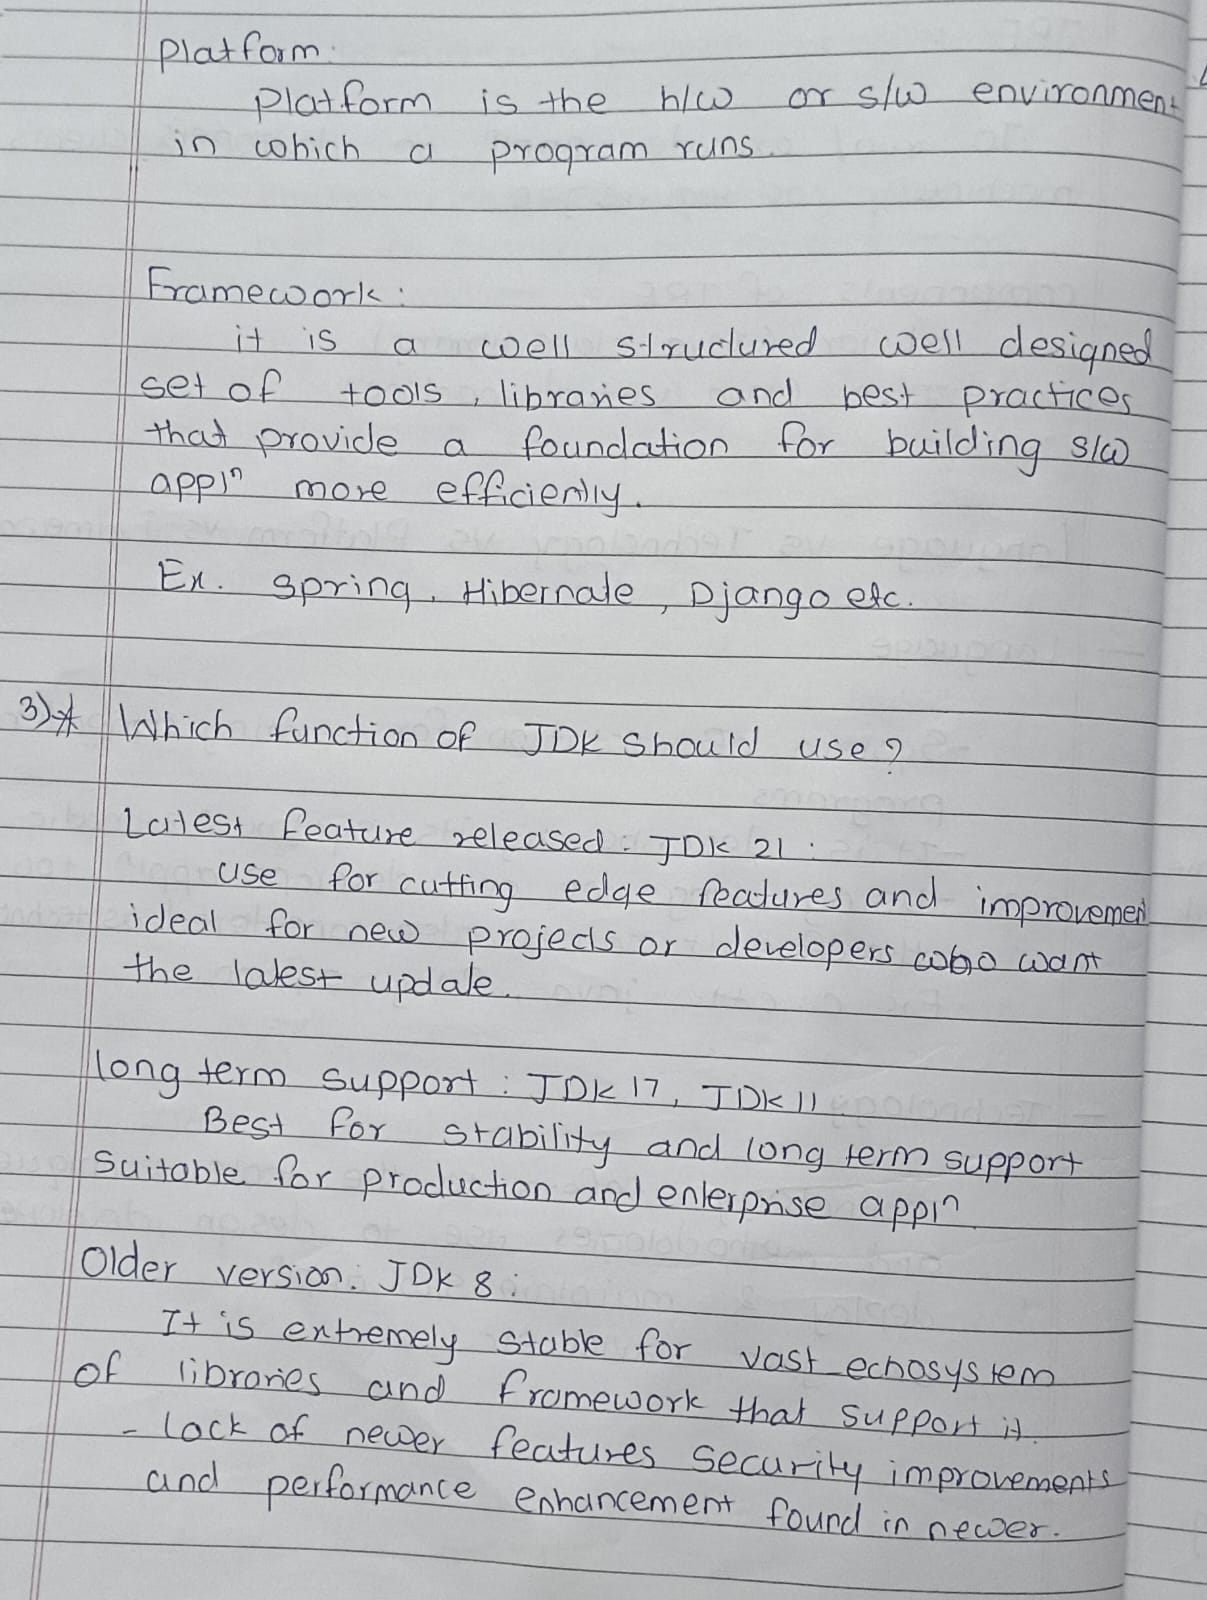 Platform:
Platform is the h/w or s/w environment
in which a program runs.
Framework:
it is a well structured well designed
set of tools, libraries and best practices
that provide a foundation for building s/w
appln more efficiently.
Ex. Spring, Hibernate, Django etc.
3)* Which function of JDK should use?
Latest feature released: JDK 21:
use for cutting edge features and improvemen
ideal for new projects or developers who want
the latest update.
long term support: JDK 17, JDK 11
Best for stability and long term support
suitable for production and enterprise appln
Older version. JDK 8:
It is extremely stable for vast echosystem
of libraries and framework that support it.
- lack of newer features security improvements
and performance enhancement found in newer.